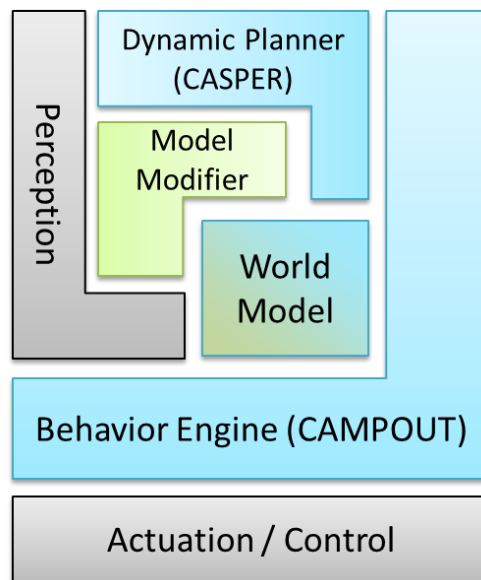 Dynamic Planner
(CASPER)
Perception
Model
Modifier
World
Model
Behavior Engine (CAMPOUT)
Actuation / Control